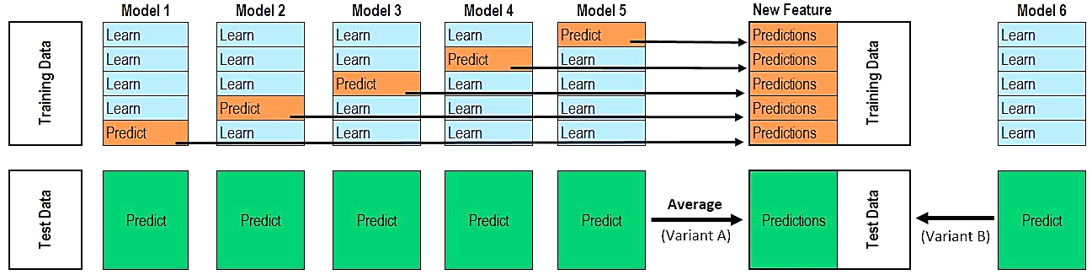 Model 1 Model 2 Model 3 Model 4 Model 5 New Feature Model 6
Training Data
Learn Learn Learn Learn Predict Predictions Learn
Learn Learn Learn Predict Learn Predictions Learn
Learn Learn Predict Learn Learn Predictions Learn
Learn Predict Learn Learn Learn Predictions Learn
Predict Learn Learn Learn Learn Predictions Learn
Training Data
Test Data
Predict Predict Predict Predict Predict
Average
(Variant A)
Predictions
Test Data
(Variant B)
Predict